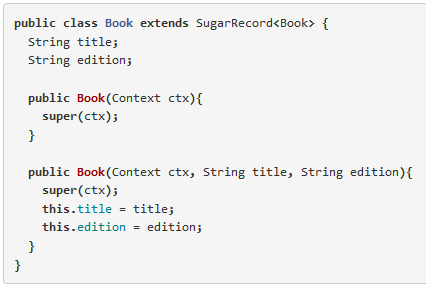 public class Book extends SugarRecord<Book> {
  String title;
  String edition;

  public Book(Context ctx){
    super(ctx);
  }

  public Book(Context ctx, String title, String edition){
    super(ctx);
    this.title = title;
    this.edition = edition;
  }
}